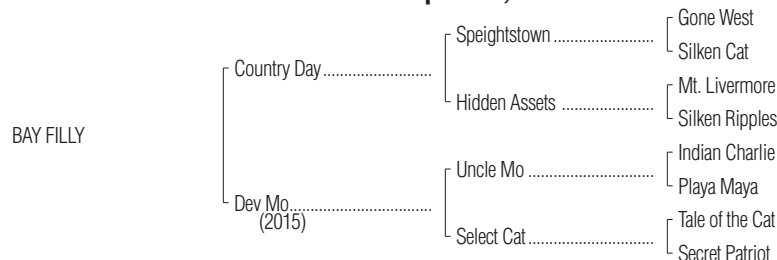 Gone West
Speightstown ........................
Silken Cat
Country Day ..........................
Mt. Livermore
Hidden Assets ......................
Silken Ripples
BAY FILLY
Indian Charlie
Uncle Mo ..............................
Playa Maya
Dev Mo...................................
(2015)
Tale of the Cat
Select Cat ..............................
Secret Patriot